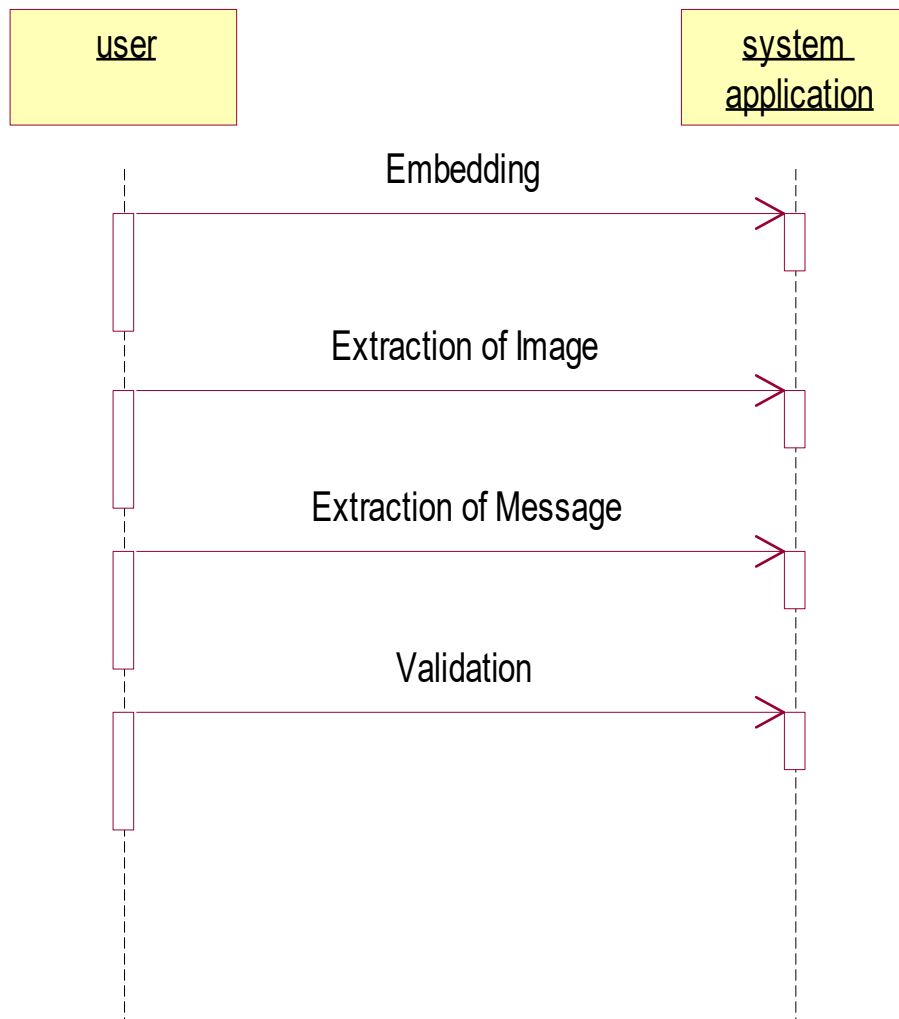 user
system
application
Embedding
Extraction of Image
Extraction of Message
Validation